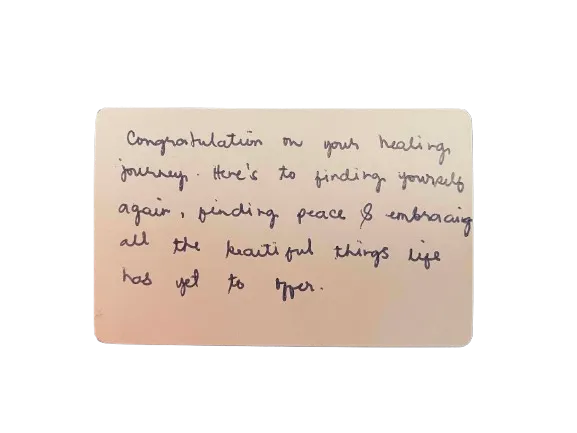 Congratulation on your healing
journey. Here's to finding yourself
again, finding peace & embracing
all the beautiful things life
has yet to offer.